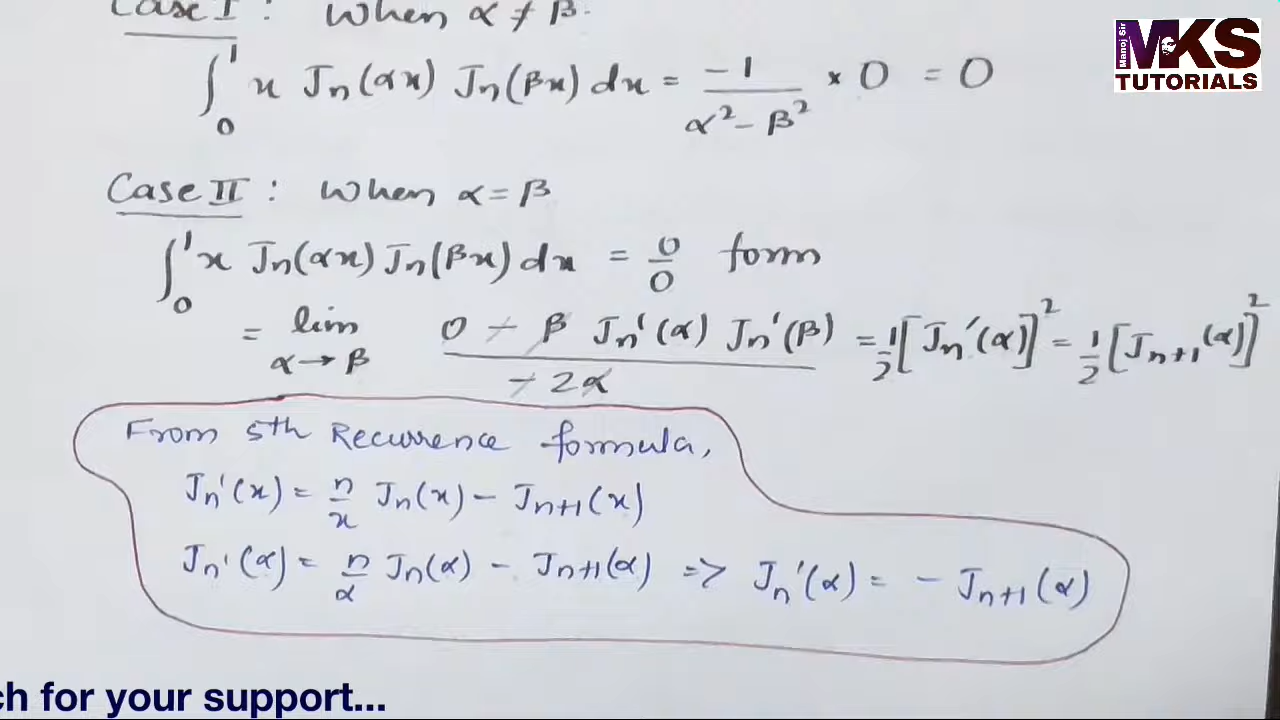 Case I : When α ≠ β.
∫₀¹ x Jn(αx) Jn(βx) dx = -1/(α² - β²) × 0 = 0
Manoj Sir
MKS
TUTORIALS
Case II : When α = β
∫₀¹ x Jn(αx) Jn(βx) dx = 0/0 form
= lim α→β (0 - β Jn'(α) Jn'(β))/(-2α) = 1/2 [Jn'(α)]² = 1/2 [Jn+1(α)]²
From 5th Recurrence formula,
Jn'(x) = n/x Jn(x) - Jn+1(x)
Jn'(α) = n/α Jn(α) - Jn+1(α) => Jn'(α) = - Jn+1(α)
ch for your support...